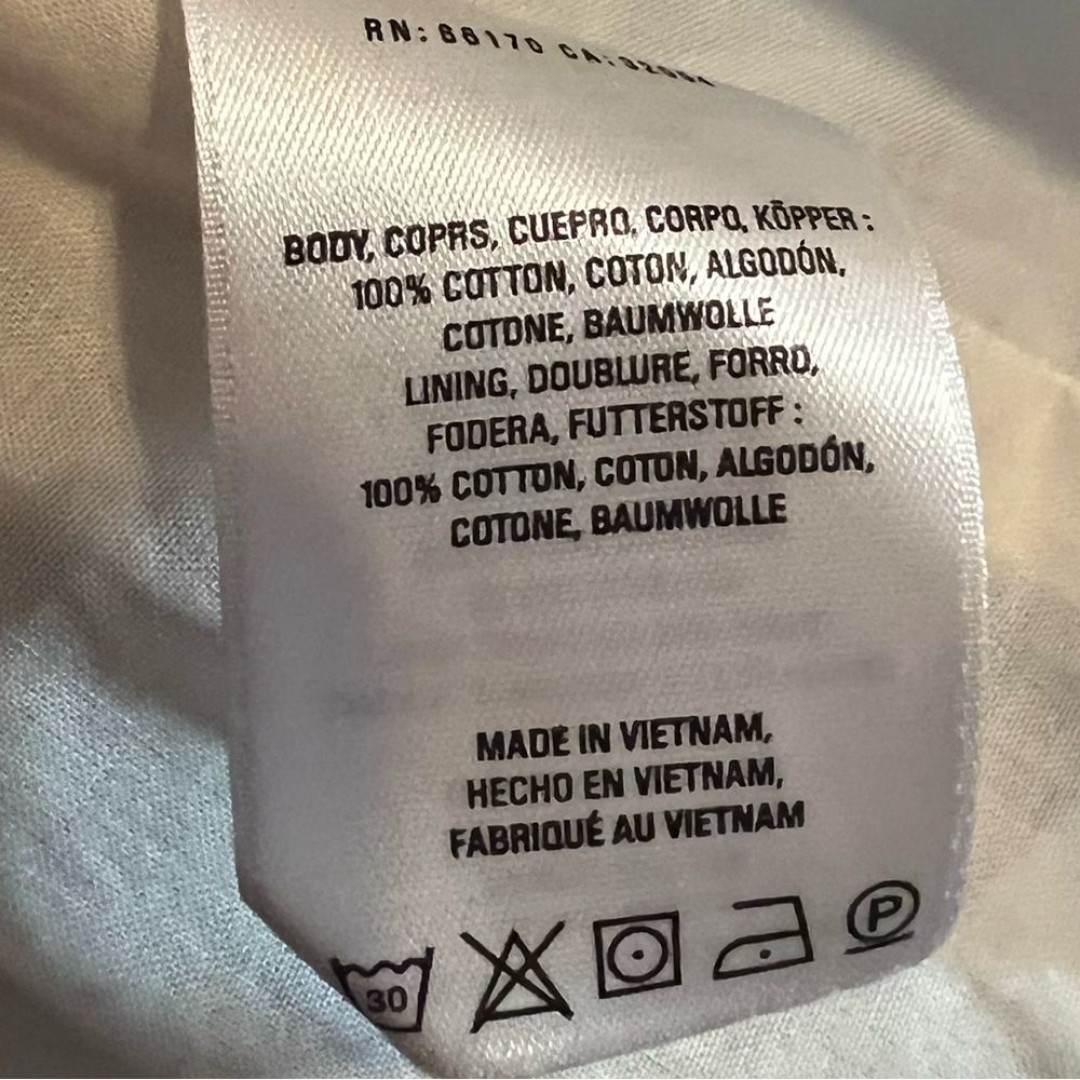 RN: 66170 CA:
BODY, COPRS, CUEPRO, CORPO, KÖPPER :
100% COTTON, COTON, ALGODÓN,
COTONE, BAUMWOLLE
LINING, DOUBLURE, FORRO,
FODERA, FUTTERSTOFF :
100% COTTON, COTON, ALGODÓN,
COTONE, BAUMWOLLE
MADE IN VIETNAM,
HECHO EN VIETNAM,
FABRIQUÉ AU VIETNAM
30 P